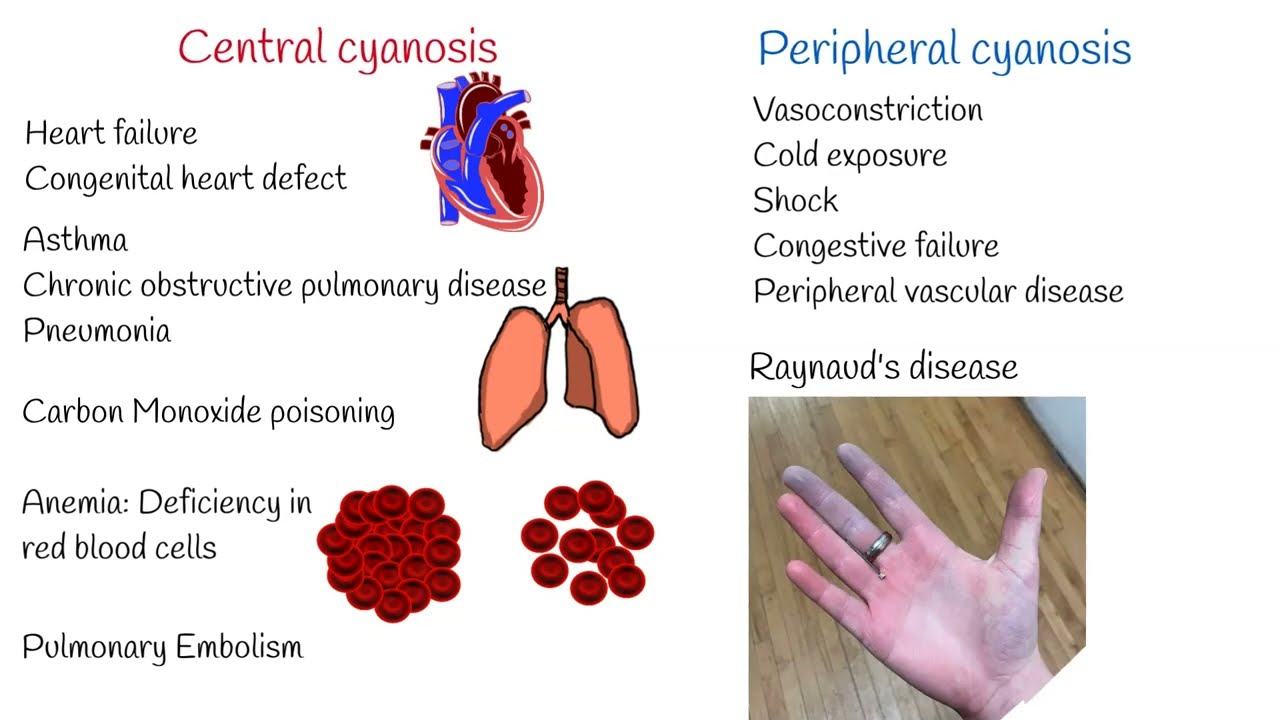 Central cyanosis
Heart failure
Congenital heart defect
Asthma
Chronic obstructive pulmonary disease
Pneumonia
Carbon Monoxide poisoning
Anemia: Deficiency in
red blood cells
Pulmonary Embolism
Peripheral cyanosis
Vasoconstriction
Cold exposure
Shock
Congestive failure
Peripheral vascular disease
Raynaud's disease